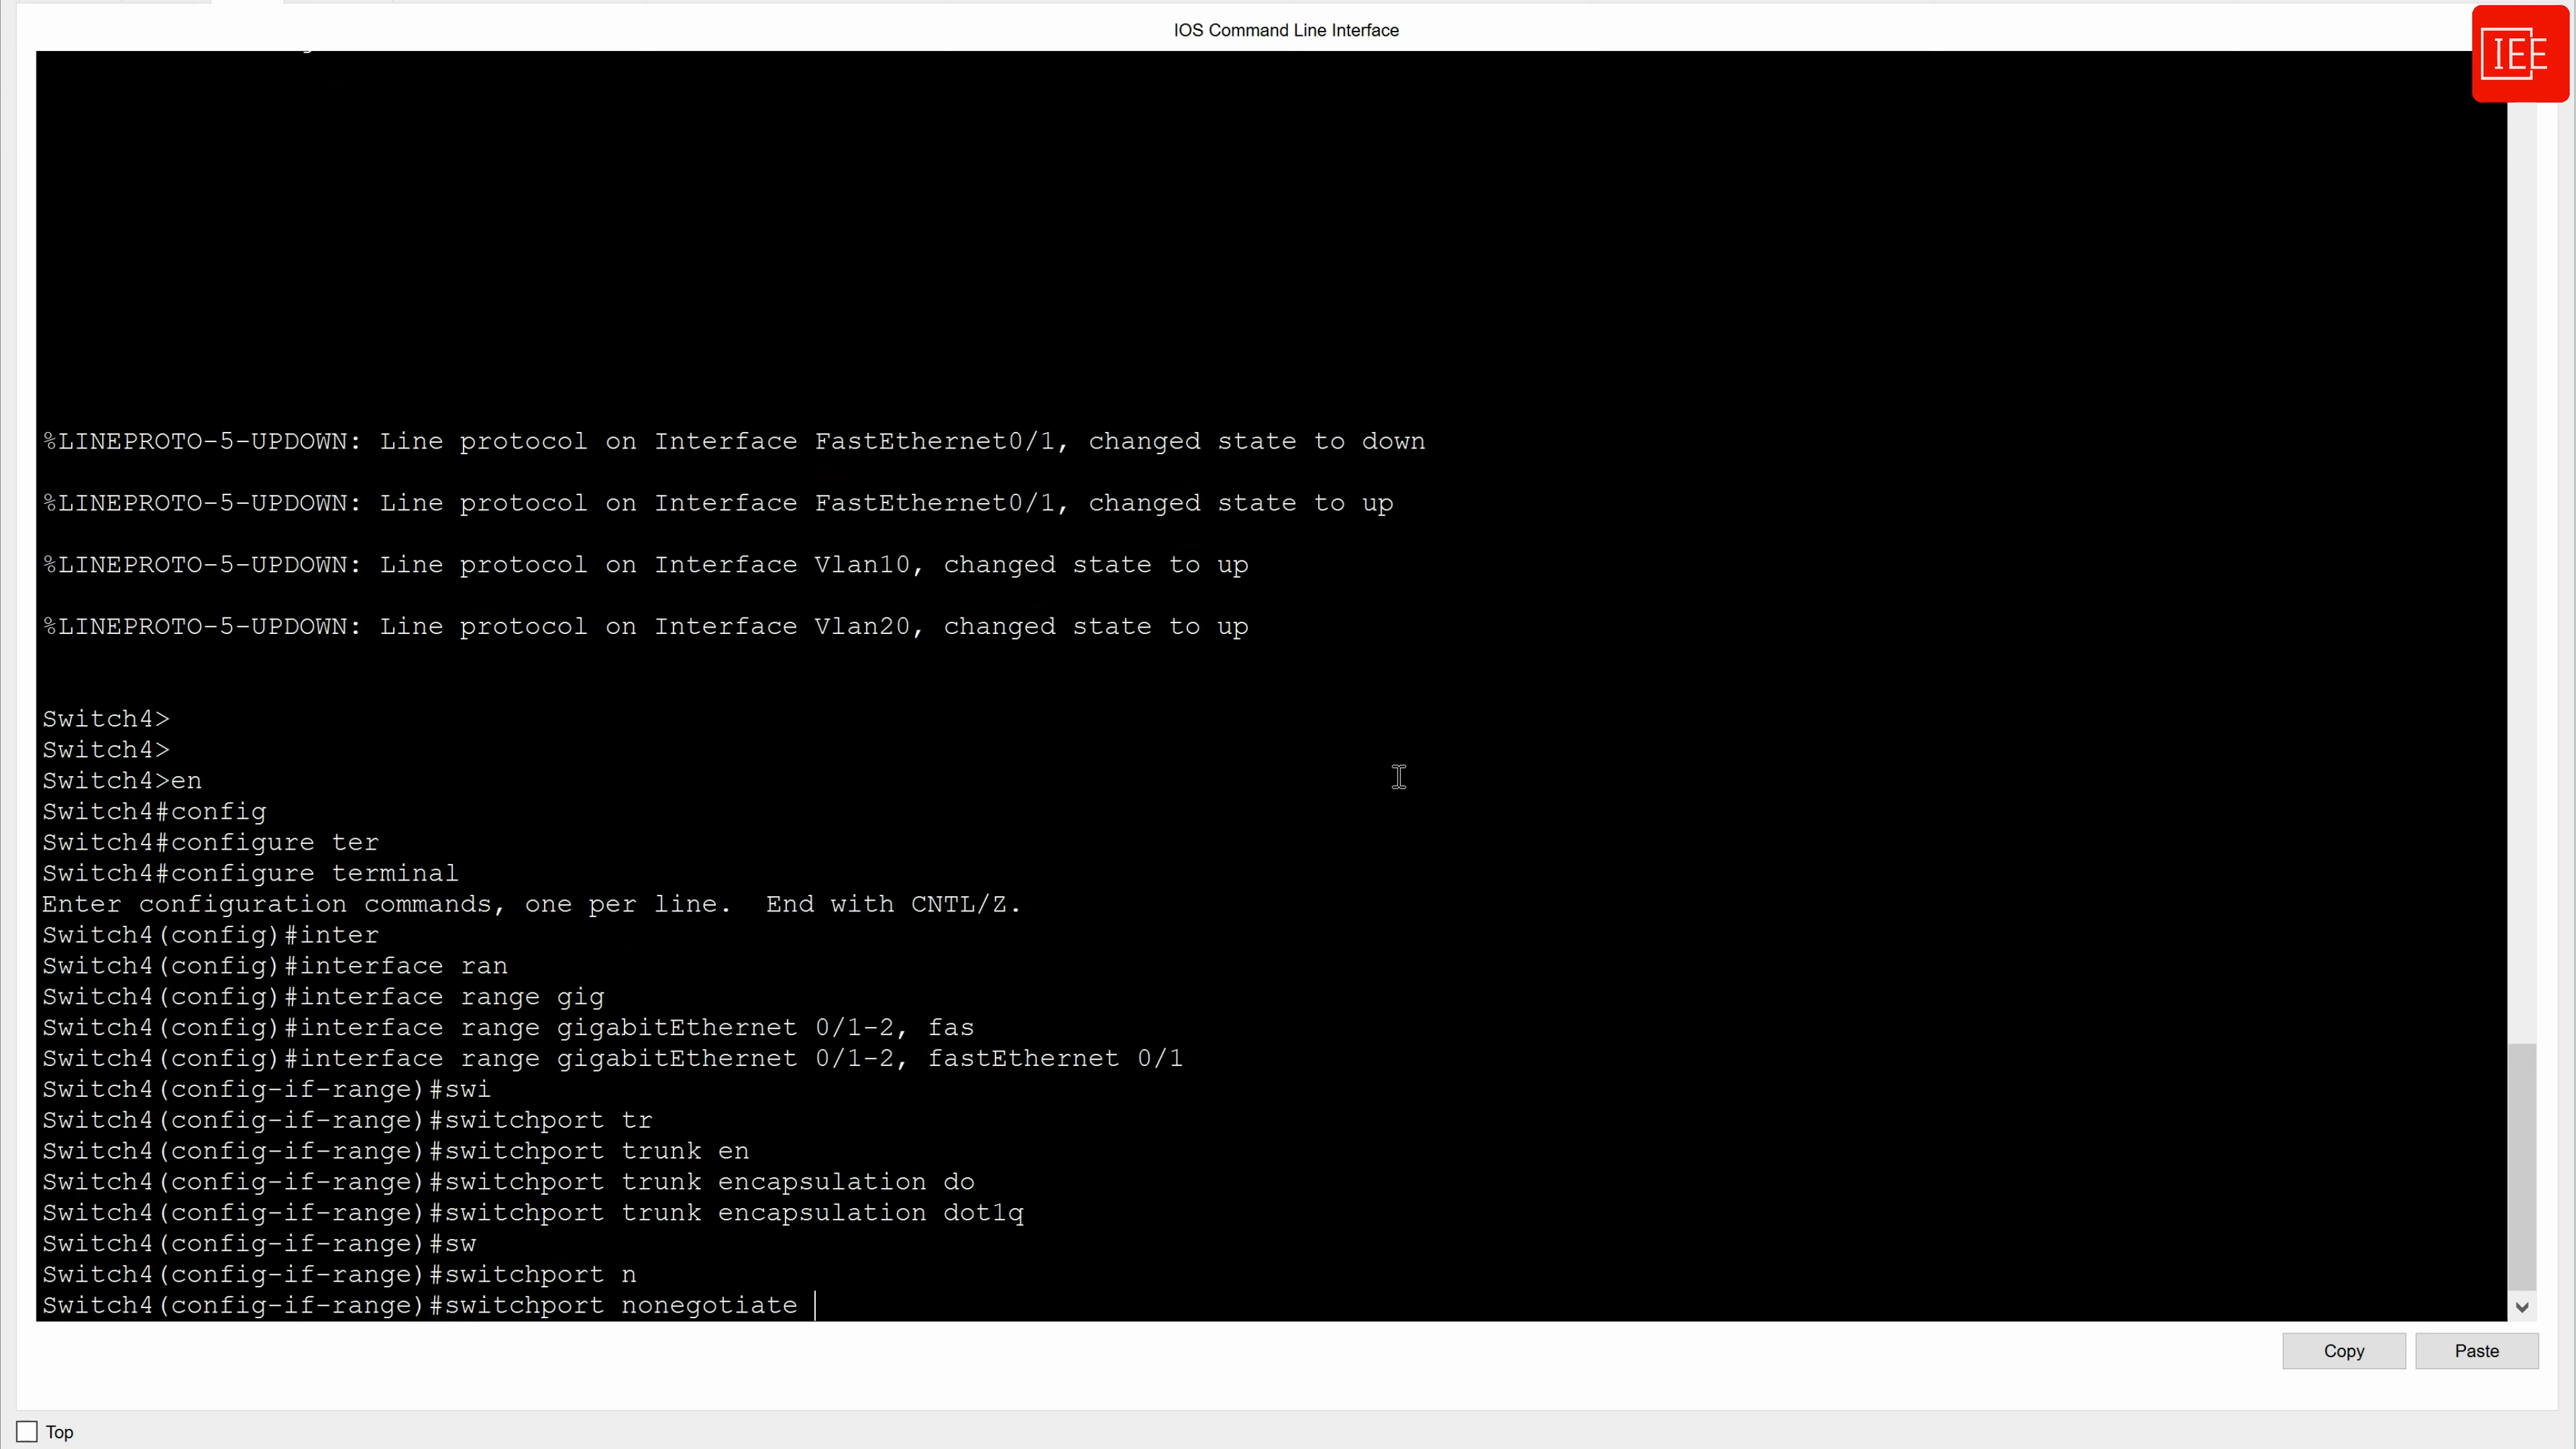 IOS Command Line Interface
IEE
%LINEPROTO-5-UPDOWN: Line protocol on Interface FastEthernet0/1, changed state to down
%LINEPROTO-5-UPDOWN: Line protocol on Interface FastEthernet0/1, changed state to up
%LINEPROTO-5-UPDOWN: Line protocol on Interface Vlan10, changed state to up
%LINEPROTO-5-UPDOWN: Line protocol on Interface Vlan20, changed state to up
Switch4>
Switch4>
Switch4>en
Switch4#config
Switch4#configure ter
Switch4#configure terminal
Enter configuration commands, one per line.  End with CNTL/Z.
Switch4(config)#inter
Switch4(config)#interface ran
Switch4(config)#interface range gig
Switch4(config)#interface range gigabitEthernet 0/1-2, fas
Switch4(config)#interface range gigabitEthernet 0/1-2, fastEthernet 0/1
Switch4(config-if-range)#swi
Switch4(config-if-range)#switchport tr
Switch4(config-if-range)#switchport trunk en
Switch4(config-if-range)#switchport trunk encapsulation do
Switch4(config-if-range)#switchport trunk encapsulation dot1q
Switch4(config-if-range)#sw
Switch4(config-if-range)#switchport n
Switch4(config-if-range)#switchport nonegotiate
Copy Paste
Top